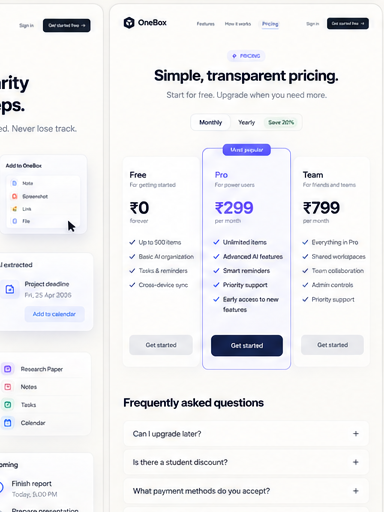 Sign in
Get started free →
rity
ps.
ed. Never lose track.
Add to OneBox
Note
Screenshot
Link
File
AI extracted
Project deadline
Fri, 25 Apr 2025
Add to calendar
Research Paper
Notes
Tasks
Calendar
oming
Finish report
Today, 5:00 PM
Prepare presentation
OneBox
Features
How it works
Pricing
Sign in
Get started free →
PRICING
Simple, transparent pricing.
Start for free. Upgrade when you need more.
Monthly
Yearly
Save 20%
Most popular
Free
For getting started
₹0
forever
Up to 500 items
Basic AI organization
Tasks & reminders
Cross-device sync
Get started
Pro
For power users
₹299
per month
Unlimited items
Advanced AI features
Smart reminders
Priority support
Early access to new
features
Get started
Team
For friends and teams
₹799
per month
Everything in Pro
Shared workspaces
Team collaboration
Admin controls
Priority support
Get started
Frequently asked questions
Can I upgrade later?
Is there a student discount?
What payment methods do you accept?